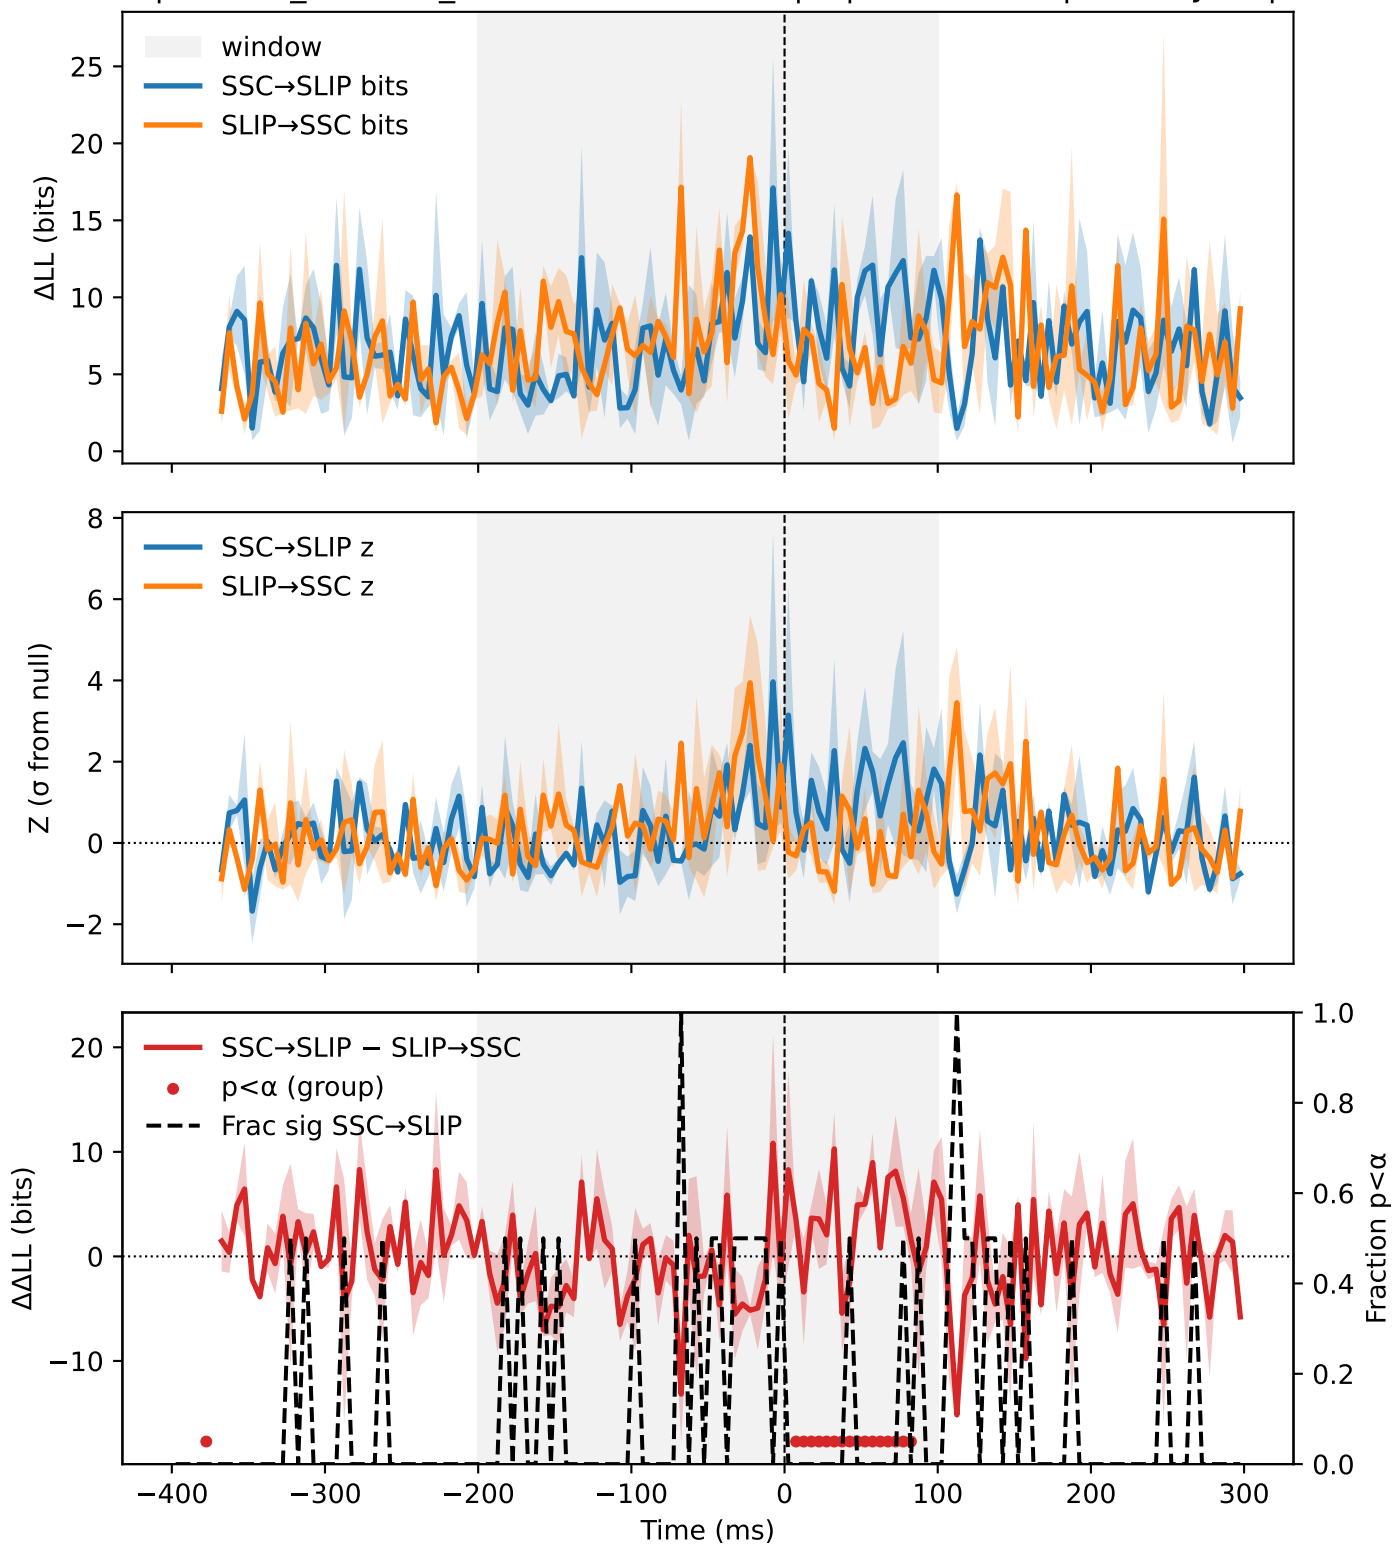 window
SSC→SLIP bits
SLIP→SSC bits
ΔLL (bits)
25
20
15
10
5
0
SSC→SLIP z
SLIP→SSC z
Z (σ from null)
8
6
4
2
0
−2
SSC→SLIP − SLIP→SSC
p<α (group)
Frac sig SSC→SLIP
ΔΔLL (bits)
20
10
0
−10
1.0
0.8
0.6
0.4
0.2
0.0
Fraction p<α
−400 −300 −200 −100 0 100 200 300
Time (ms)